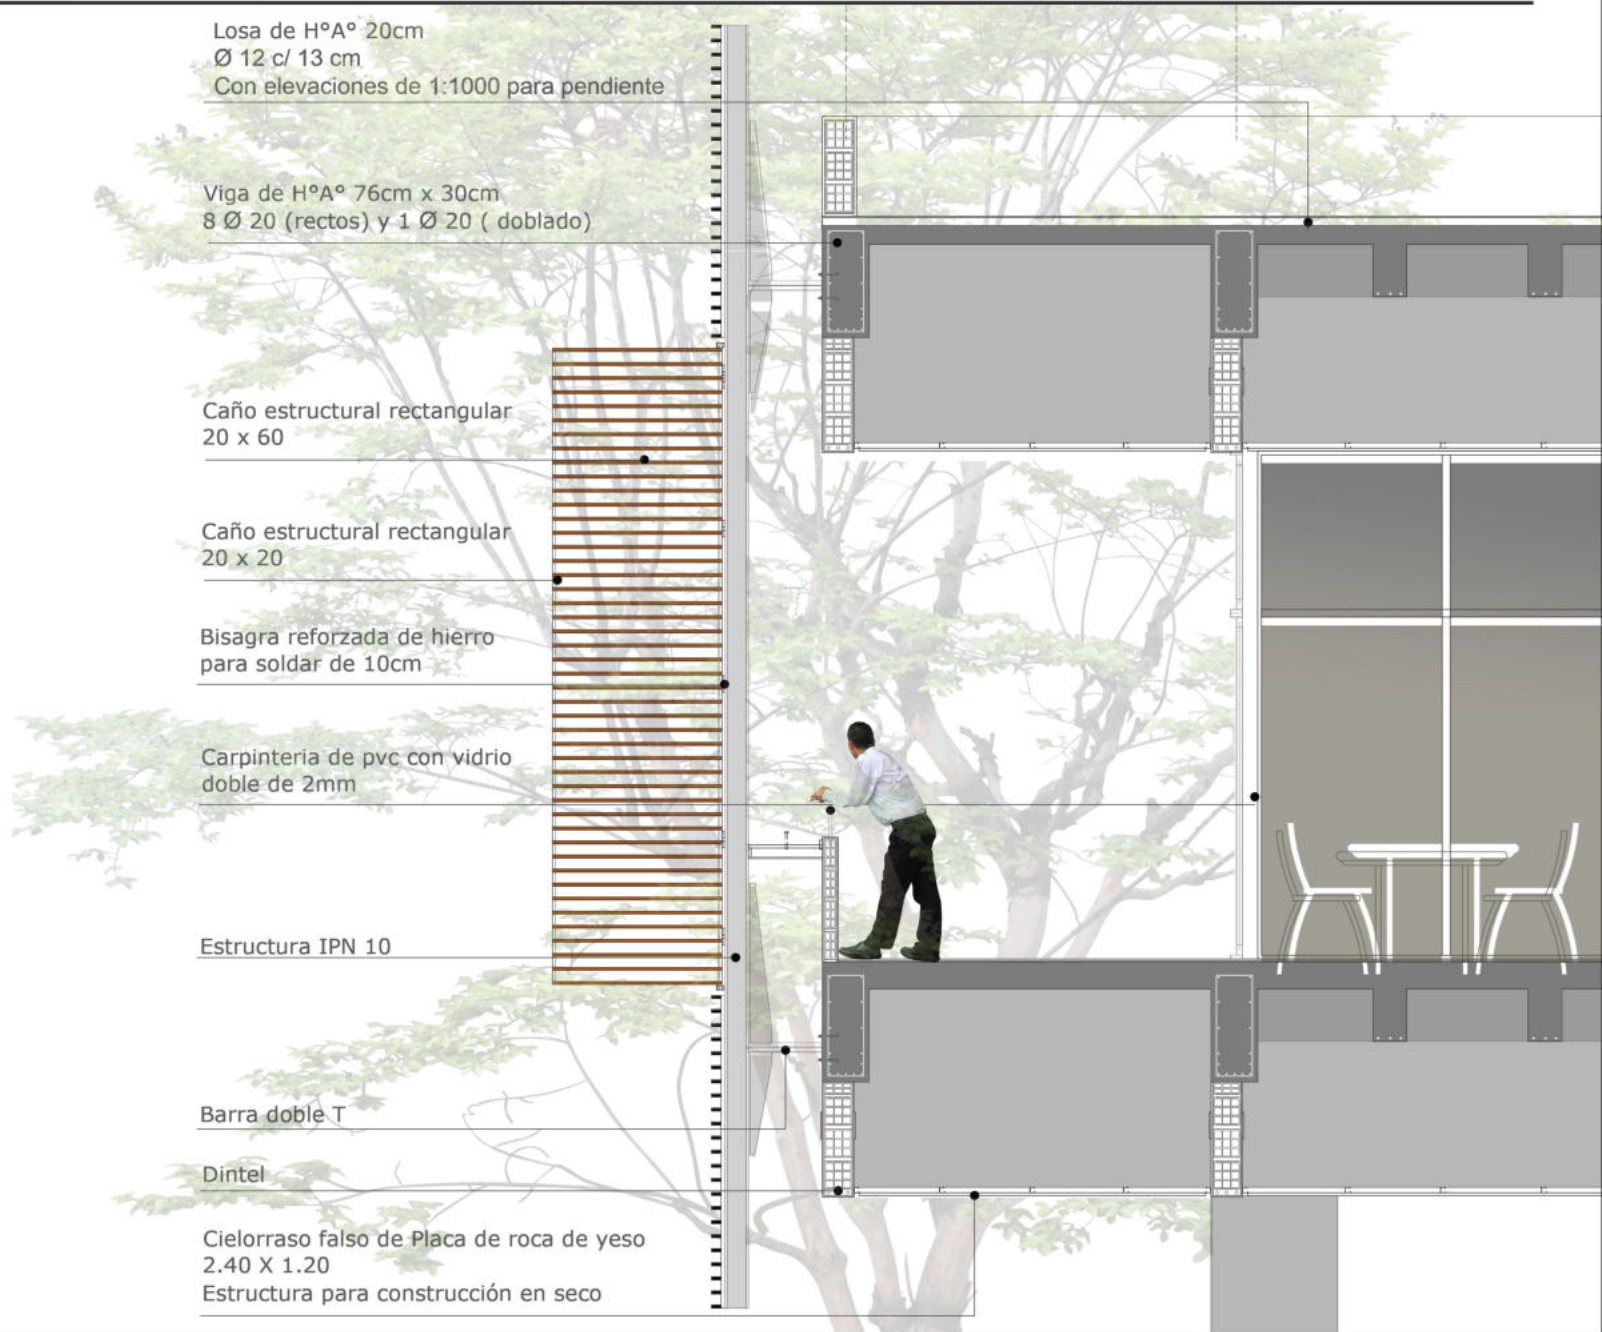 Losa de H°A° 20cm
Ø 12 c/ 13 cm
Con elevaciones de 1:1000 para pendiente
Viga de H°A° 76cm x 30cm
8 Ø 20 (rectos) y 1 Ø 20 ( doblado)
Caño estructural rectangular
20 x 60
Caño estructural rectangular
20 x 20
Bisagra reforzada de hierro
para soldar de 10cm
Carpinteria de pvc con vidrio
doble de 2mm
Estructura IPN 10
Barra doble T
Dintel
Cielorraso falso de Placa de roca de yeso
2.40 X 1.20
Estructura para construcción en seco